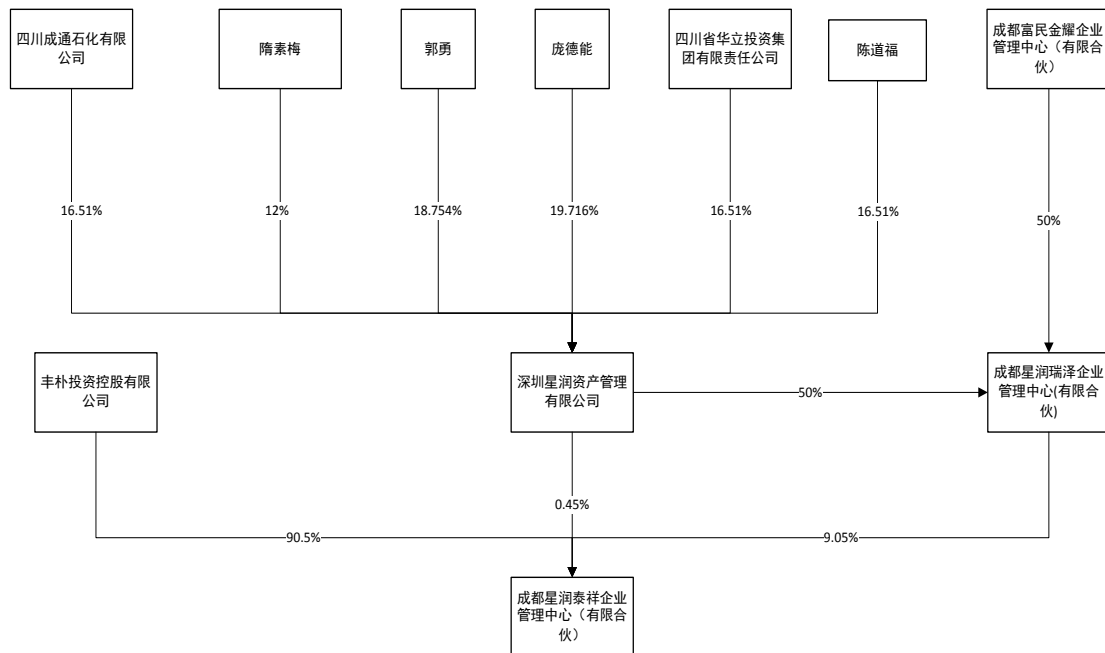 四川成通石化有限
公司
隋素梅
郭勇
庞德能
四川省华立投资集
团有限责任公司
陈道福
成都富民金耀企业
管理中心（有限合
伙）
16.51%
12%
18.754%
19.716%
16.51%
16.51%
50%
丰朴投资控股有限
公司
深圳星润资产管理
有限公司
50%
成都星润瑞泽企业
管理中心(有限合
伙)
0.45%
90.5%
9.05%
成都星润泰祥企业
管理中心（有限合
伙）